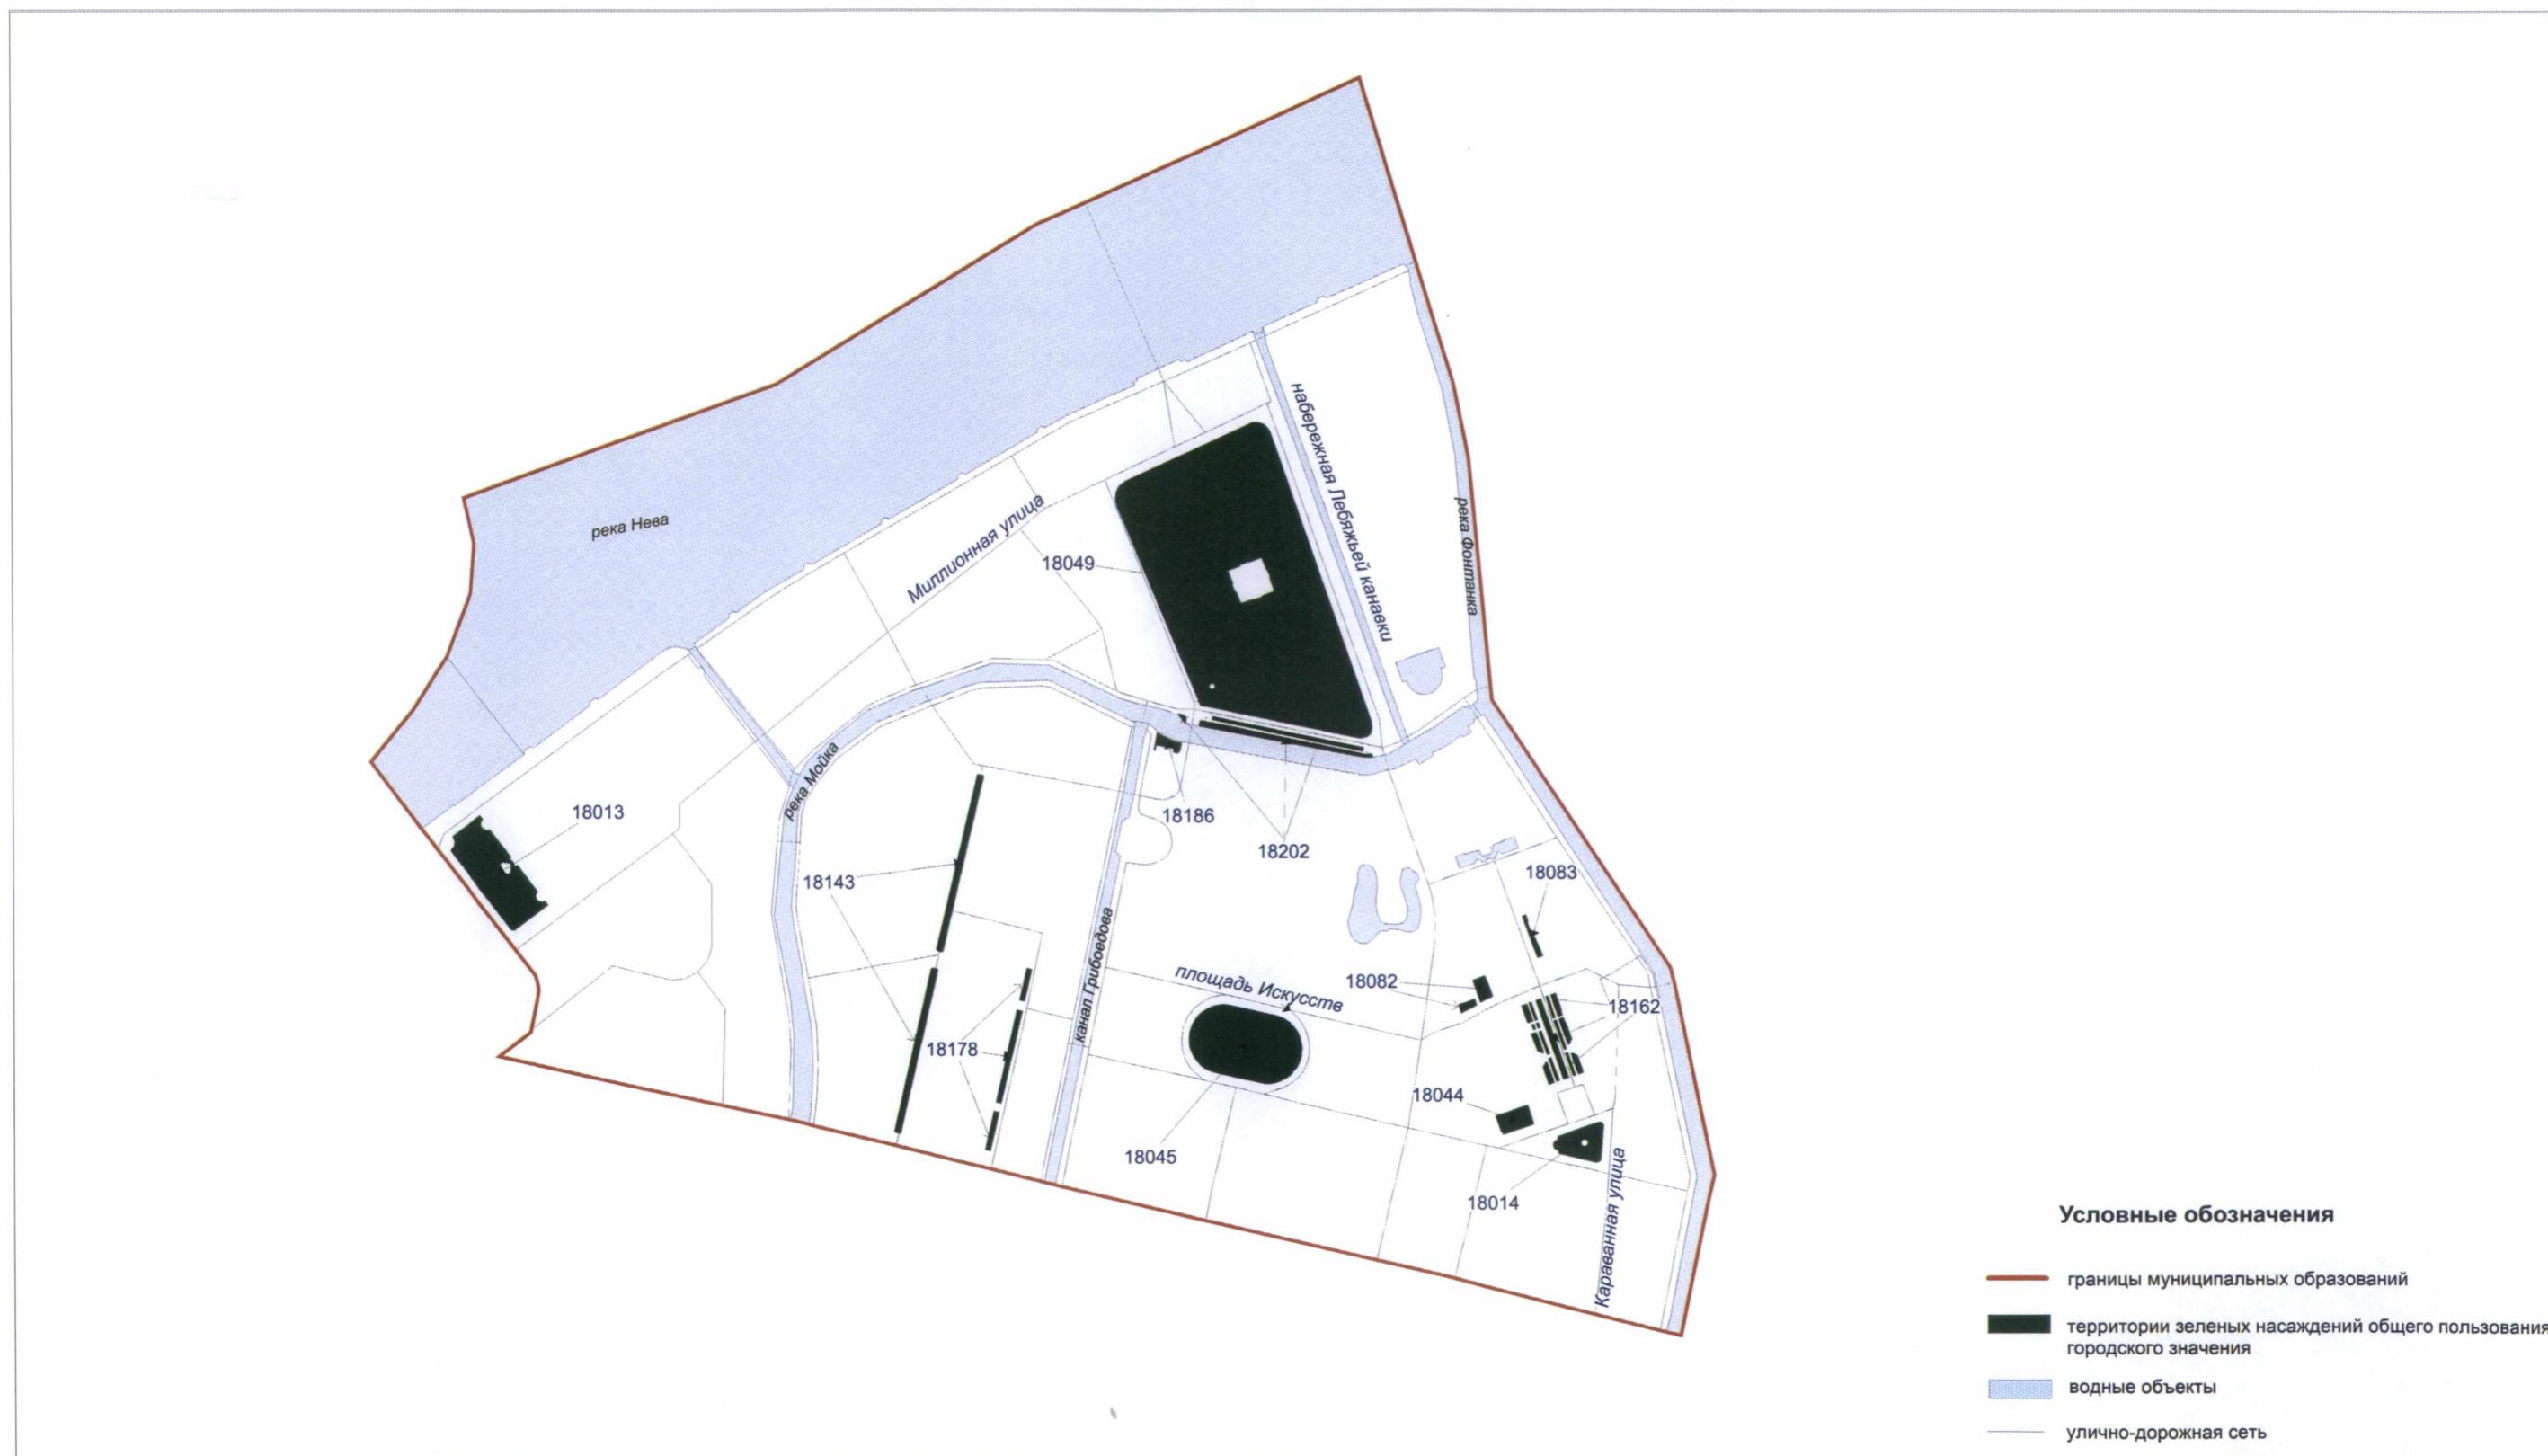 река Нева
Миллионная улица
набережная Лебяжьей канавки
река Фонтанка
18049
река Мойка
18013
18186
18202
18143
18083
канал Грибоедова
площадь Искусств
18082
18162
18178
18044
18045
18014
Караванная улица
Условные обозначения
границы муниципальных образований
территории зеленых насаждений общего пользования
городского значения
водные объекты
улично-дорожная сеть